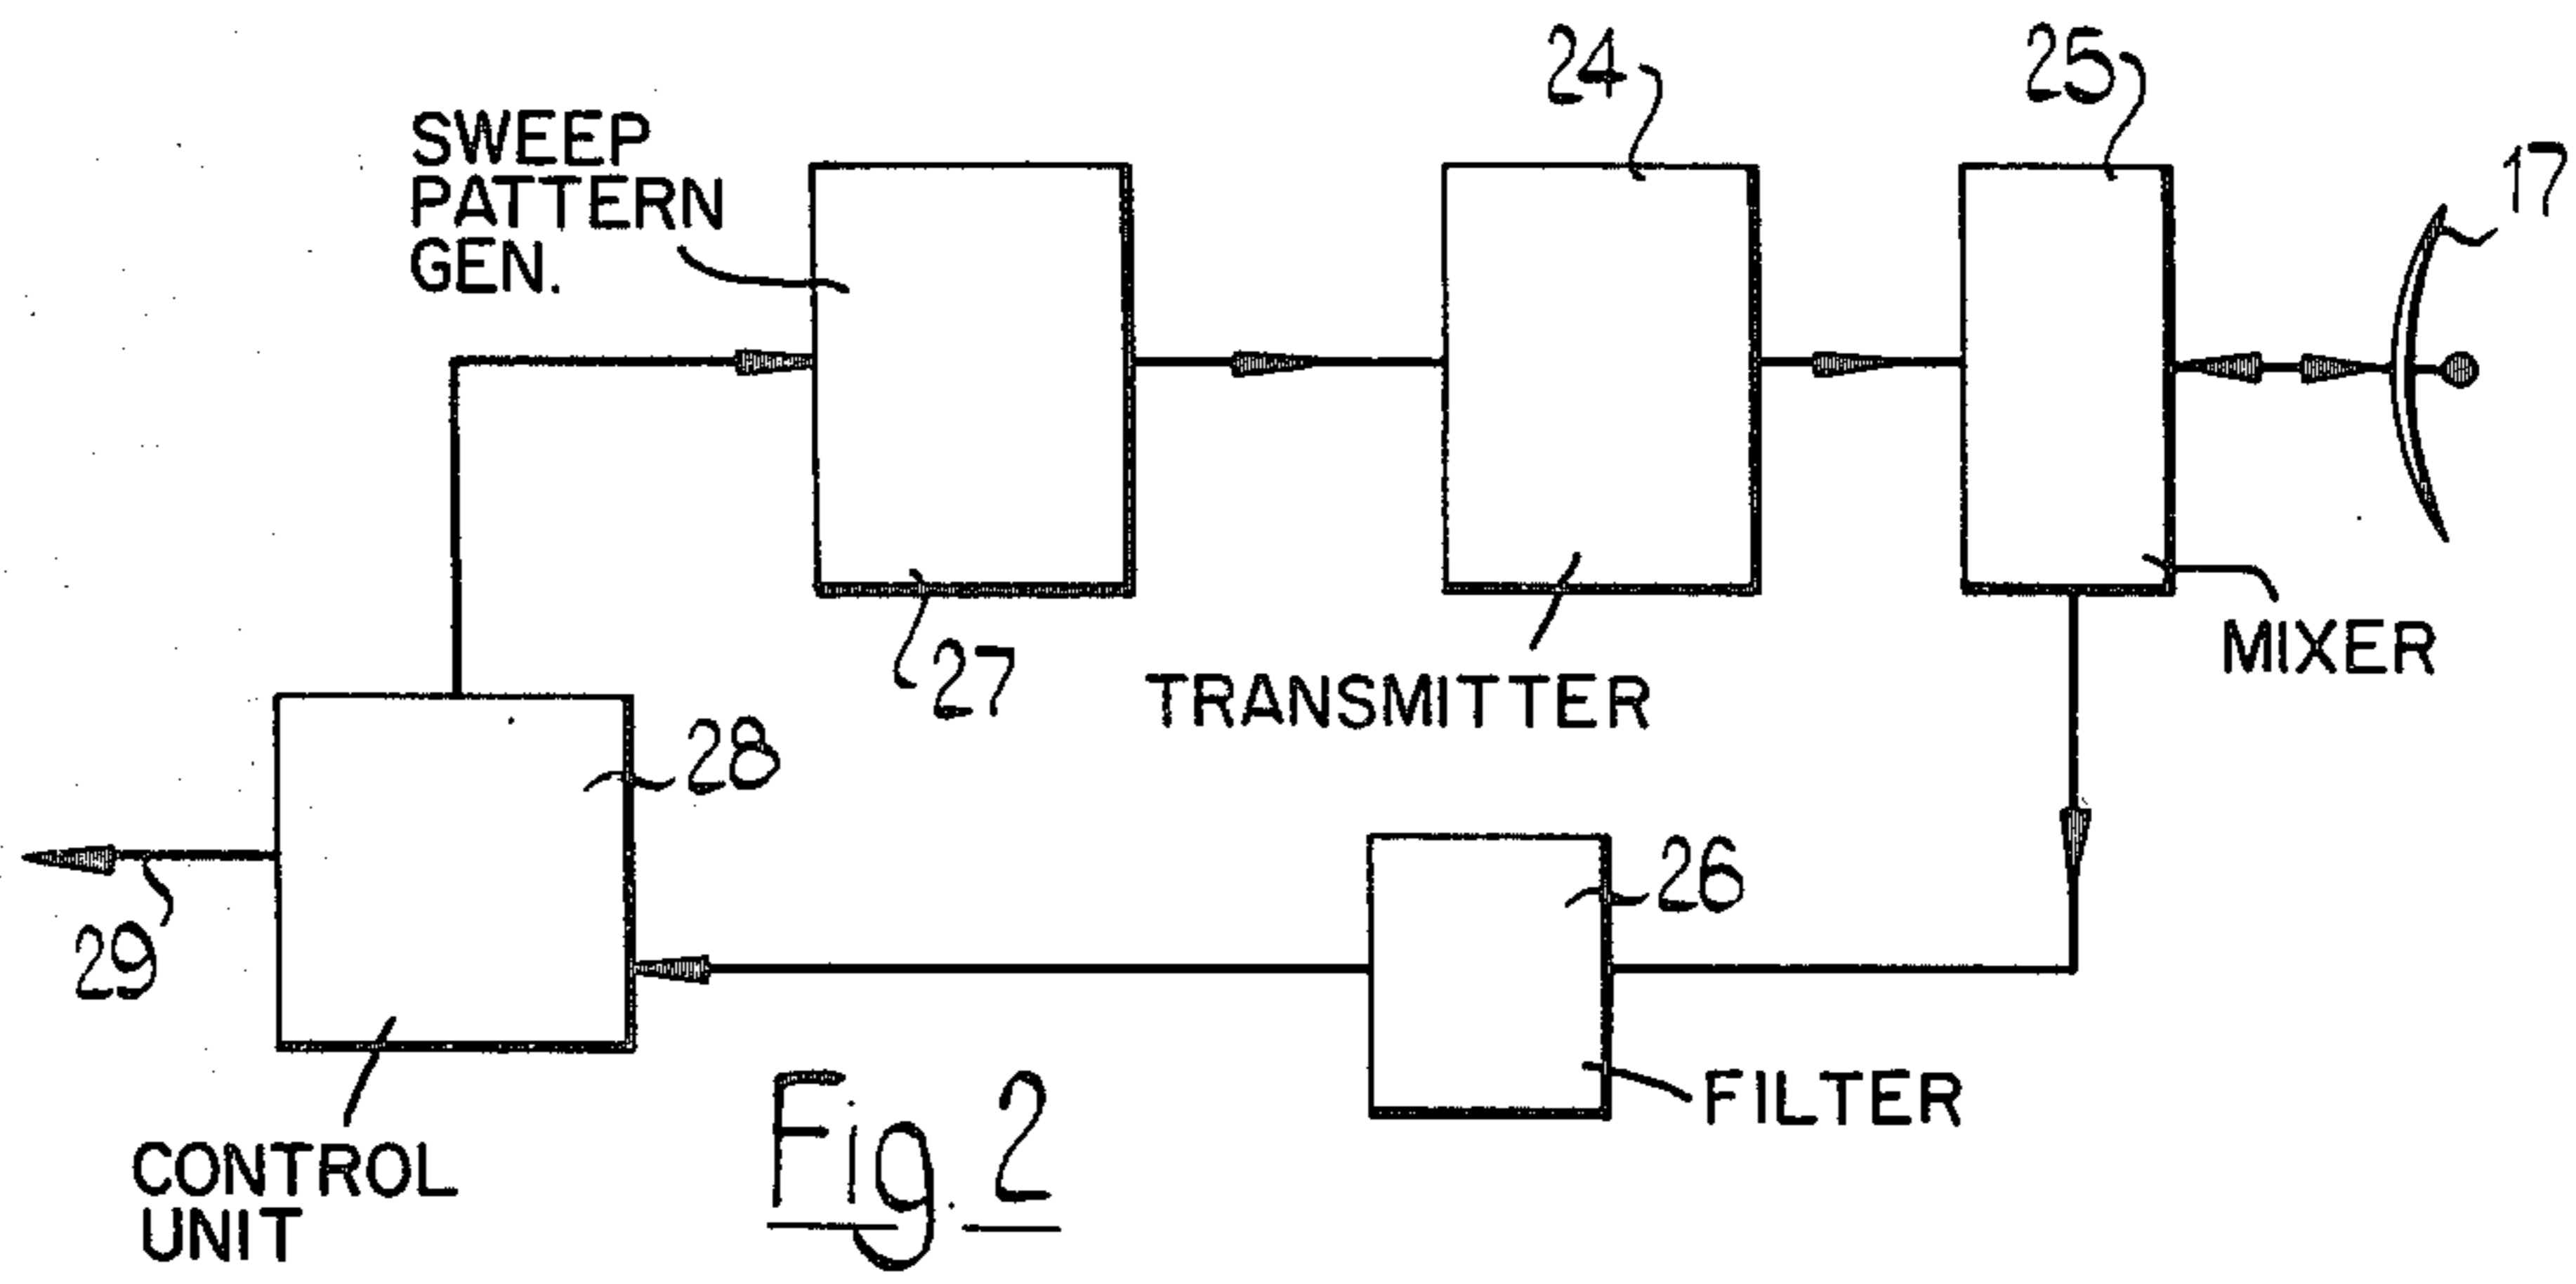 24
25
17
SWEEP
PATTERN
GEN.
27
TRANSMITTER
MIXER
28
26
29
FILTER
CONTROL
UNIT
Fig. 2